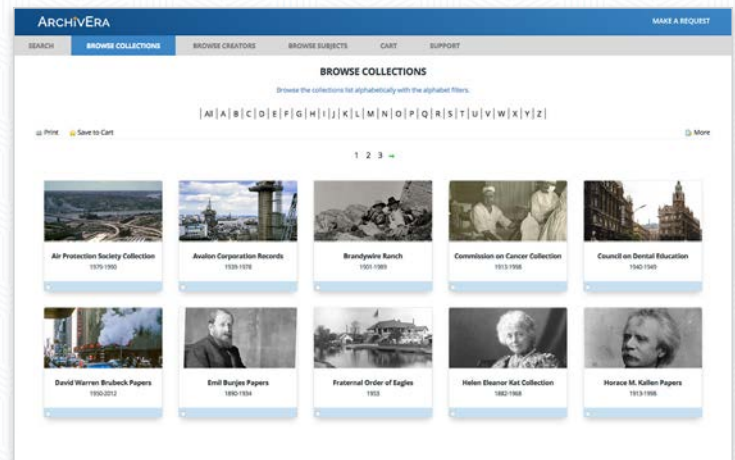 ARCHIVERA
MAKE A REQUEST
SEARCH BROWSE COLLECTIONS BROWSE CREATORS BROWSE SUBJECTS CART SUPPORT
BROWSE COLLECTIONS
Browse the collections list alphabetically with the alphabet filters.
| All | A | B | C | D | E | F | G | H | I | J | K | L | M | N | O | P | Q | R | S | T | U | V | W | X | Y | Z |
Print Save to Cart More
1 2 3 →
Air Protection Society Collection
1979-1990
Avalon Corporation Records
1939-1978
Brandywire Ranch
1901-1989
Commission on Cancer Collection
1913-1998
Council on Dental Education
1940-1949
David Warren Brubeck Papers
1950-2012
Emil Bunjes Papers
1890-1934
Fraternal Order of Eagles
1933
Helen Eleanor Kat Collection
1882-1968
Horace M. Kallen Papers
1913-1998